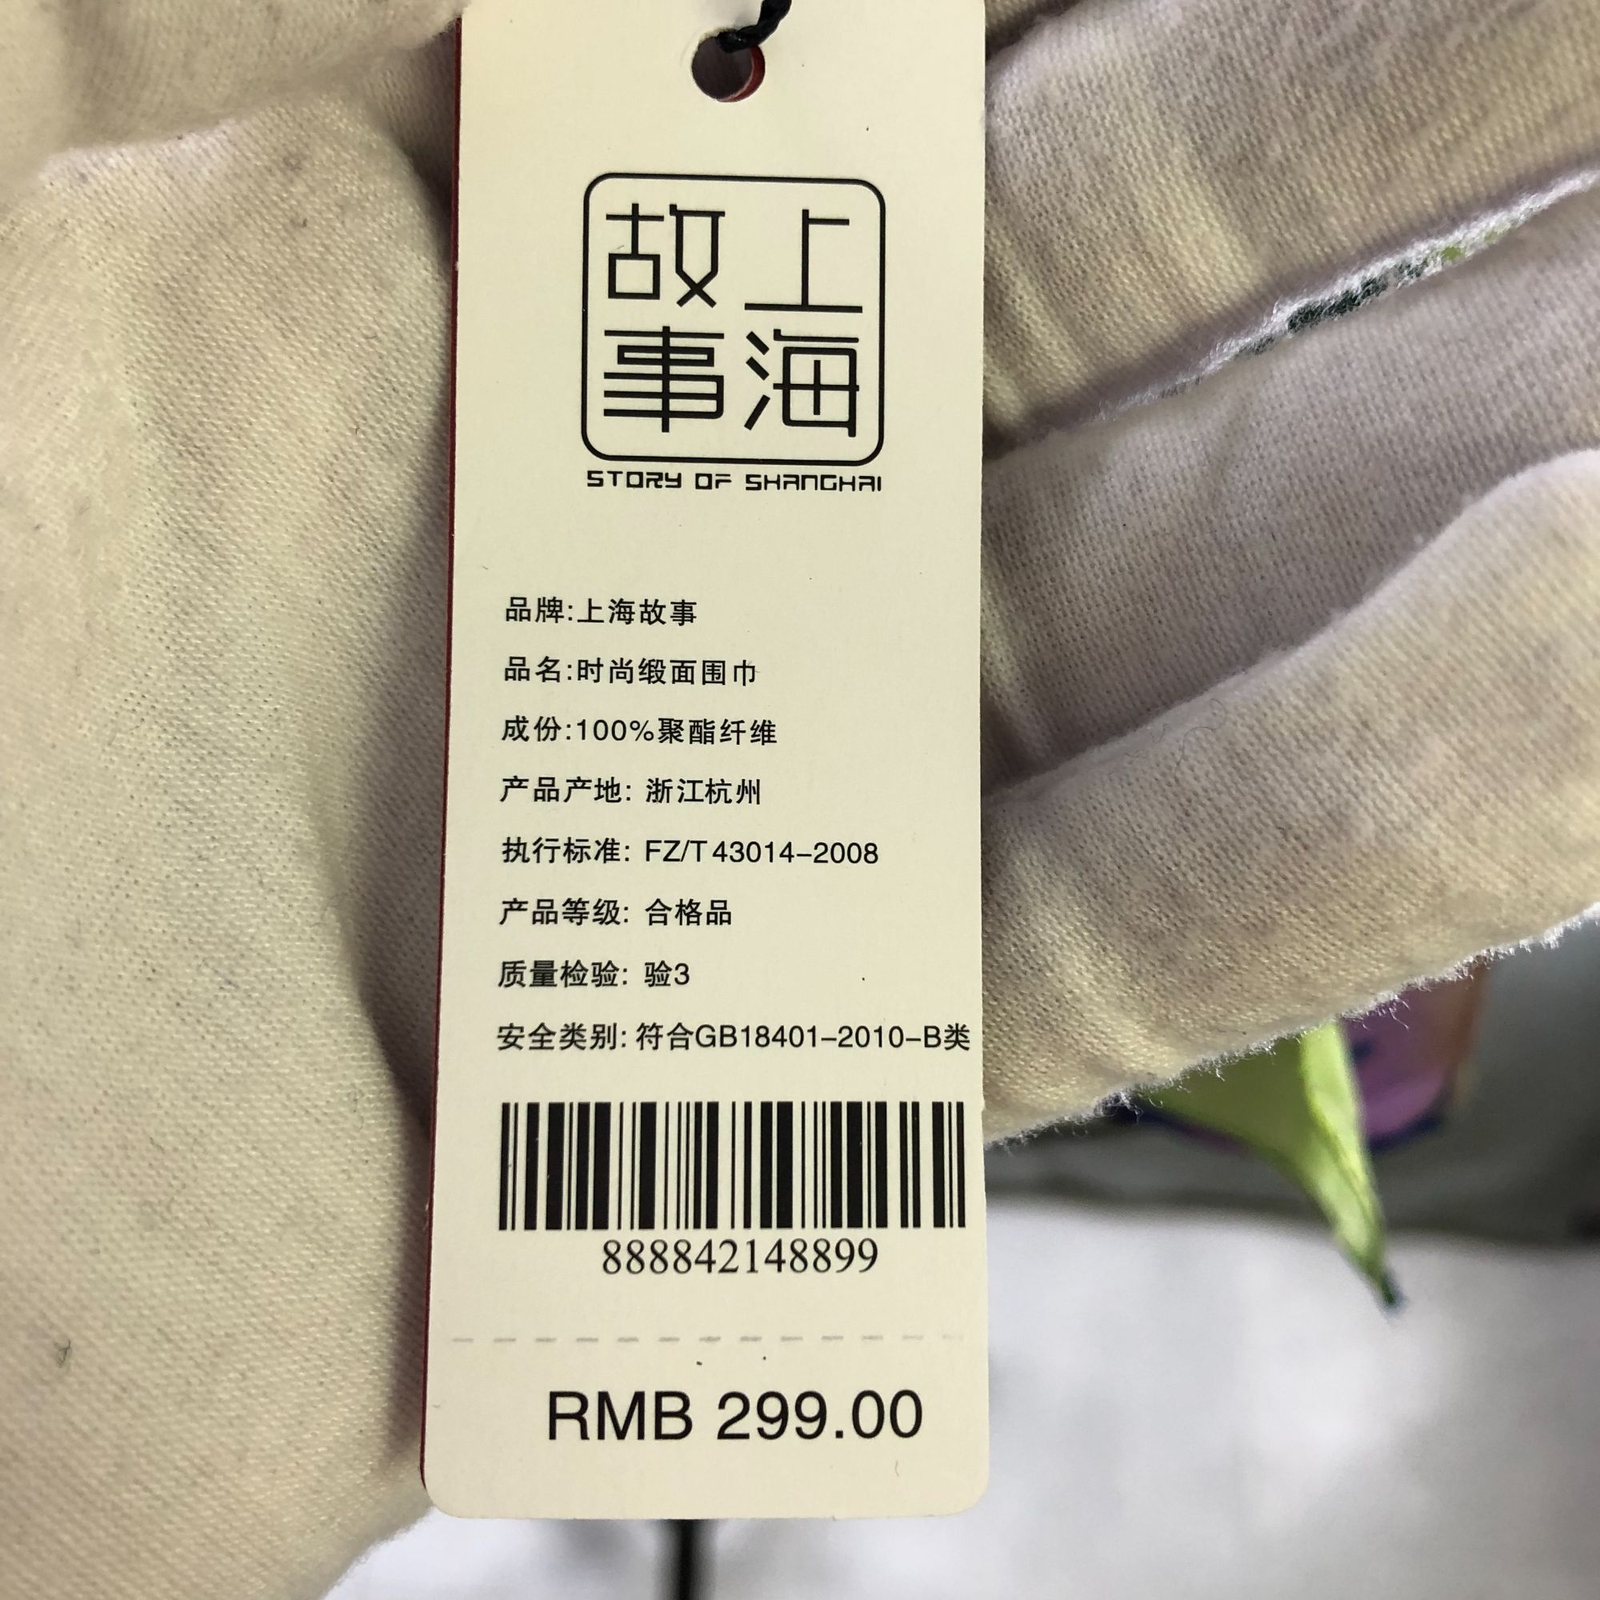 上海故事
STORY OF SHANGHAI
品牌:上海故事
品名:时尚缎面围巾
成份:100%聚酯纤维
产品产地: 浙江杭州
执行标准: FZ/T 43014-2008
产品等级: 合格品
质量检验: 验3
安全类别: 符合GB18401-2010-B类
888842148899
RMB 299.00